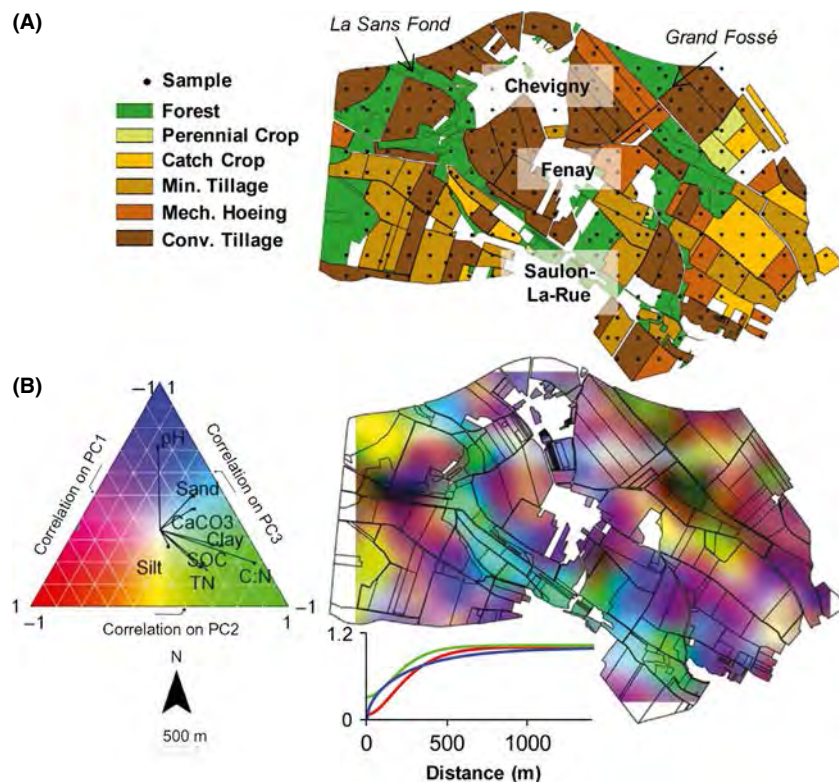 (A)
La Sans Fond
Grand Fossé
Chevigny
Fenay
Saulon-
La-Rue
Sample
Forest
Perennial Crop
Catch Crop
Min. Tillage
Mech. Hoeing
Conv. Tillage
(B)
–1 1
Correlation on PC1
Correlation on PC3
pH
Sand
CaCO3
Clay
Silt
SOC
TN
C:N
1
–1
–1
1
Correlation on PC2
N
500 m
1.2
0
0
500
1000
Distance (m)